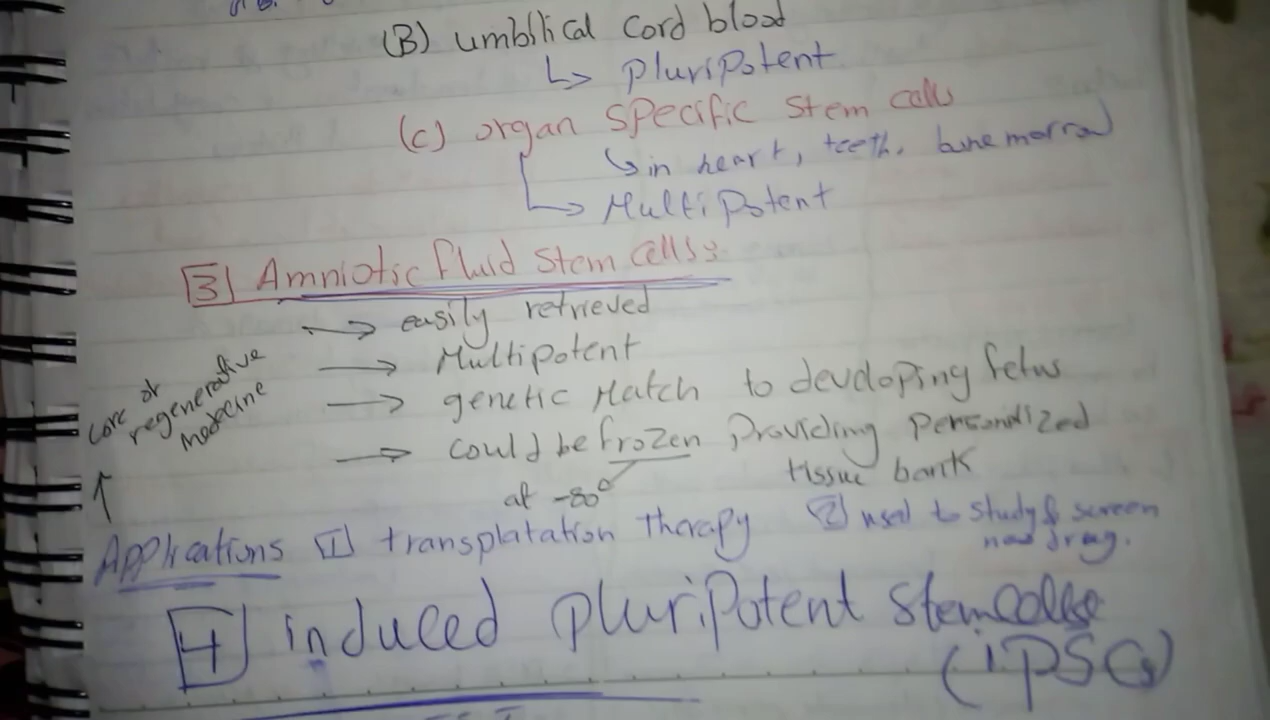 (B) umbilical Cord blood
↳ Pluripotent
(C) organ Specific Stem cells
↳ in heart, teeth, bone marrow
↳ Multipotent
3 Amniotic fluid Stem cells:
→ easily retrieved
→ Multipotent
→ genetic Match to developing fetus
→ Could be frozen Providing Personalized
at -80° tissue bank
core of
regenerative
medecine
↑
Applications 1 transplatation therapy 2 used to study & screen
new drug.
4 induced Pluripotent Stem Cells
(iPSCs)